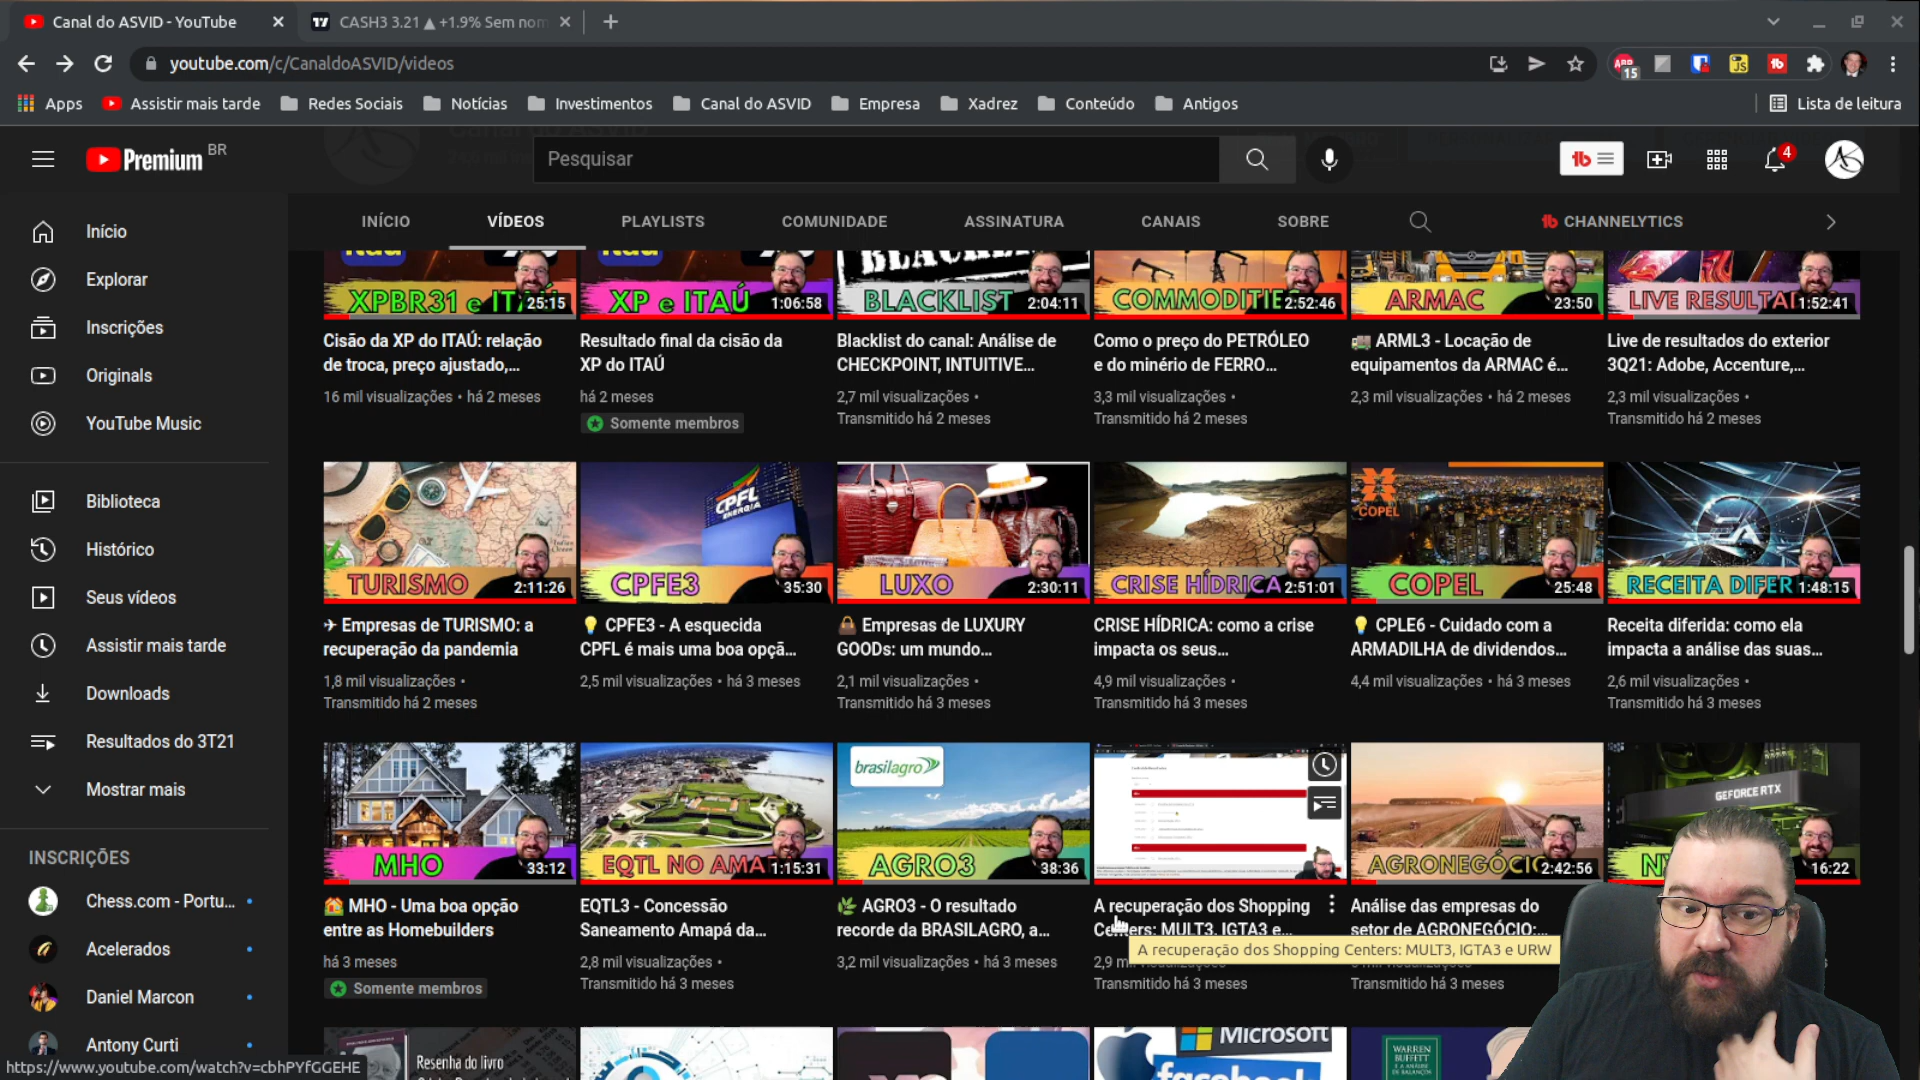 Canal do ASVID - YouTube
CASH3 3.21 ▲ +1.9% Sem nom
youtube.com/c/CanaldoASVID/videos
15
Apps
Assistir mais tarde
Redes Sociais
Notícias
Investimentos
Canal do ASVID
Empresa
Xadrez
Conteúdo
Antigos
Lista de leitura
Premium BR
Pesquisar
4
INÍCIO
VÍDEOS
PLAYLISTS
COMUNIDADE
ASSINATURA
CANAIS
SOBRE
CHANNELYTICS
Início
Explorar
Inscrições
Originals
YouTube Music
Biblioteca
Histórico
Seus vídeos
Assistir mais tarde
Downloads
Resultados do 3T21
Mostrar mais
INSCRIÇÕES
Chess.com - Portu...
Acelerados
Daniel Marcon
Antony Curti
https://www.youtube.com/watch?v=cbhPYfGGEHE
XPBR31 e 25:15
Cisão da XP do ITAÚ: relação
de troca, preço ajustado,...
16 mil visualizações • há 2 meses
XP e ITAÚ 1:06:58
Resultado final da cisão da
XP do ITAÚ
há 2 meses
Somente membros
BLACKLIST 2:04:11
Blacklist do canal: Análise de
CHECKPOINT, INTUITIVE...
2,7 mil visualizações •
Transmitido há 2 meses
COMMODITIE 2:52:46
Como o preço do PETRÓLEO
e do minério de FERRO...
3,3 mil visualizações •
Transmitido há 2 meses
ARMAC 23:50
🚛 ARML3 - Locação de
equipamentos da ARMAC é...
2,3 mil visualizações • há 2 meses
LIVE RESULTA 1:52:41
Live de resultados do exterior
3Q21: Adobe, Accenture,...
2,3 mil visualizações •
Transmitido há 2 meses
TURISMO 2:11:26
✈ Empresas de TURISMO: a
recuperação da pandemia
1,8 mil visualizações •
Transmitido há 2 meses
CPFL
ENERGIA
CPFE3 35:30
💡 CPFE3 - A esquecida
CPFL é mais uma boa opçã...
2,5 mil visualizações • há 3 meses
LUXO 2:30:11
👜 Empresas de LUXURY
GOODs: um mundo...
2,1 mil visualizações •
Transmitido há 3 meses
CRISE HÍDRICA 2:51:01
CRISE HÍDRICA: como a crise
impacta os seus...
4,9 mil visualizações •
Transmitido há 3 meses
COPEL
COPEL 25:48
💡 CPLE6 - Cuidado com a
ARMADILHA de dividendos...
4,4 mil visualizações • há 3 meses
EA
RECEITA DIFER 1:48:15
Receita diferida: como ela
impacta a análise das suas...
2,6 mil visualizações •
Transmitido há 3 meses
MHO 33:12
🏠 MHO - Uma boa opção
entre as Homebuilders
há 3 meses
Somente membros
EQTL NO AMA 1:15:31
EQTL3 - Concessão
Saneamento Amapá da...
2,8 mil visualizações •
Transmitido há 3 meses
brasilagro
AGRO3 38:36
🌿 AGRO3 - O resultado
recorde da BRASILAGRO, a...
3,2 mil visualizações • há 3 meses
A recuperação dos Shopping
Centers: MULT3, IGTA3 e...
A recuperação dos Shopping Centers: MULT3, IGTA3 e URW
2,9
Transmitido há 3 meses
AGRONEGÓCIO 2:42:56
Análise das empresas do
setor de AGRONEGÓCIO:...
Transmitido há 3 meses
GEFORCE RTX
16:22
Resenha do livro
Microsoft
facebook
WARREN
BUFFETT
E A ANÁLISE
DE BALANÇOS